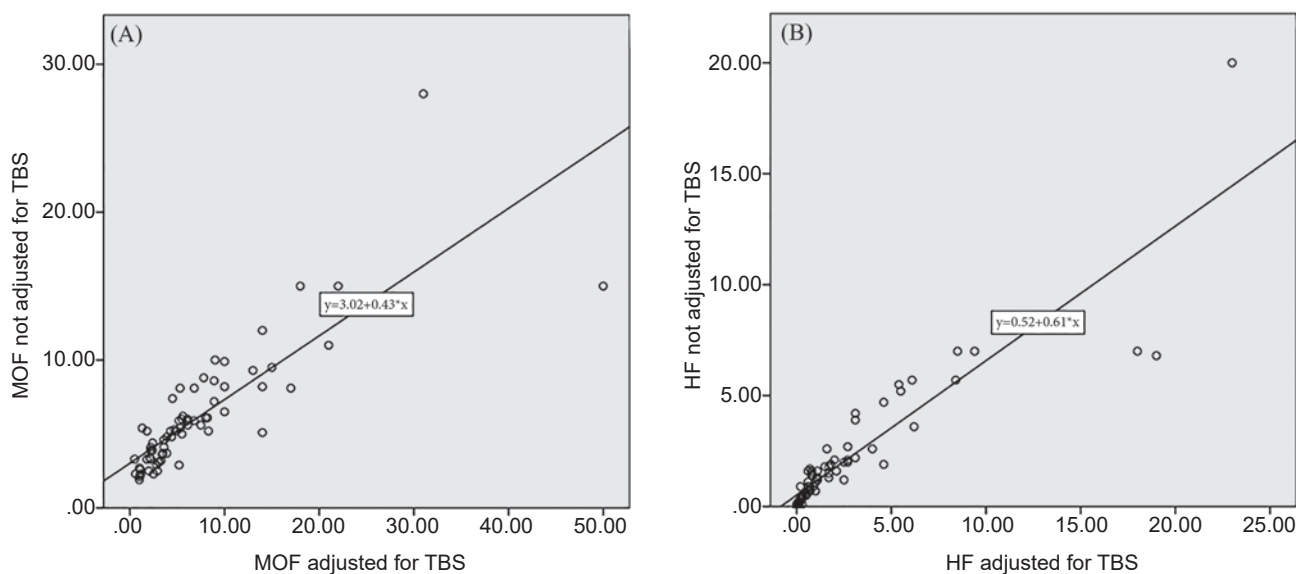 (A)
MOF not adjusted for TBS
30.00
20.00
10.00
.00
y=3.02+0.43*x
.00 10.00 20.00 30.00 40.00 50.00
MOF adjusted for TBS
(B)
HF not adjusted for TBS
20.00
15.00
10.00
5.00
.00
y=0.52+0.61*x
.00 5.00 10.00 15.00 20.00 25.00
HF adjusted for TBS